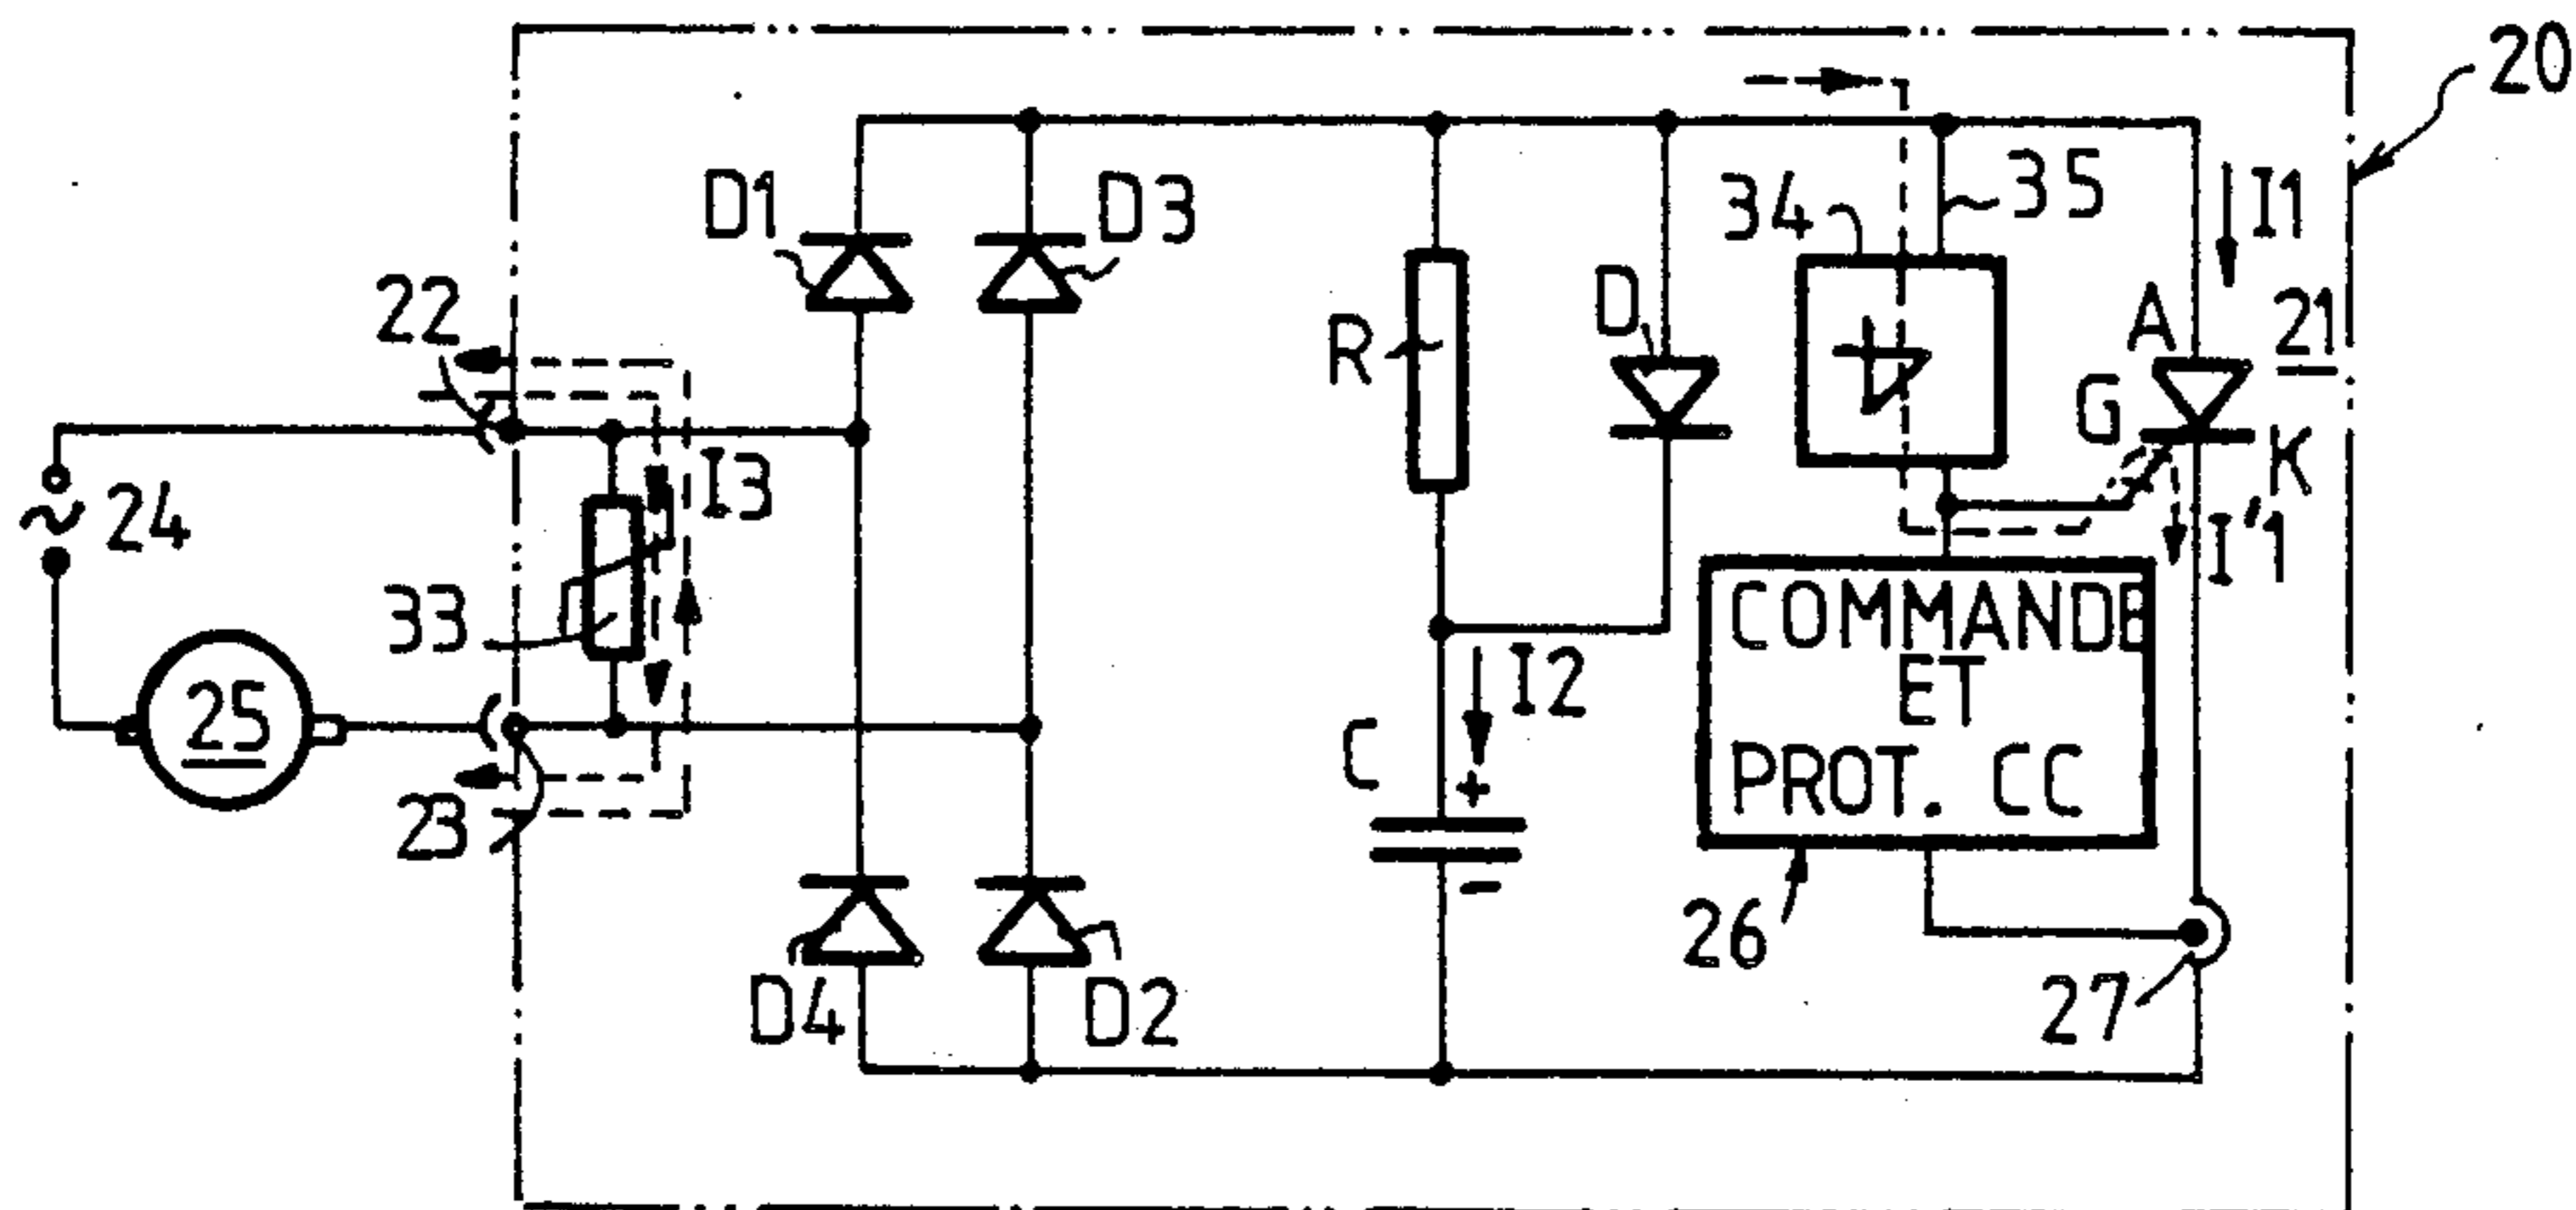 20
D1
D3
34
35
I1
22
R
D
A
21
G
K
24
I3
I'1
33
COMMANDE
ET
PROT. CC
25
I2
C
+
-
23
26
27
D4
D2